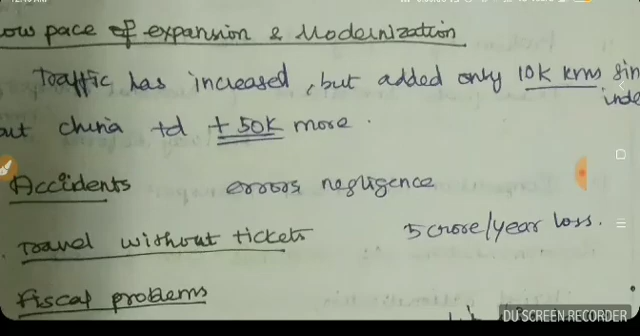 ow pace of expansion & Modernization
Traffic has increased, but added only 10K kms sin
inde
ut china td + 50K more.
Accidents errors negligence
Travel without tickets 5 crore/year loss.
Fiscal problems
DU SCREEN RECORDER